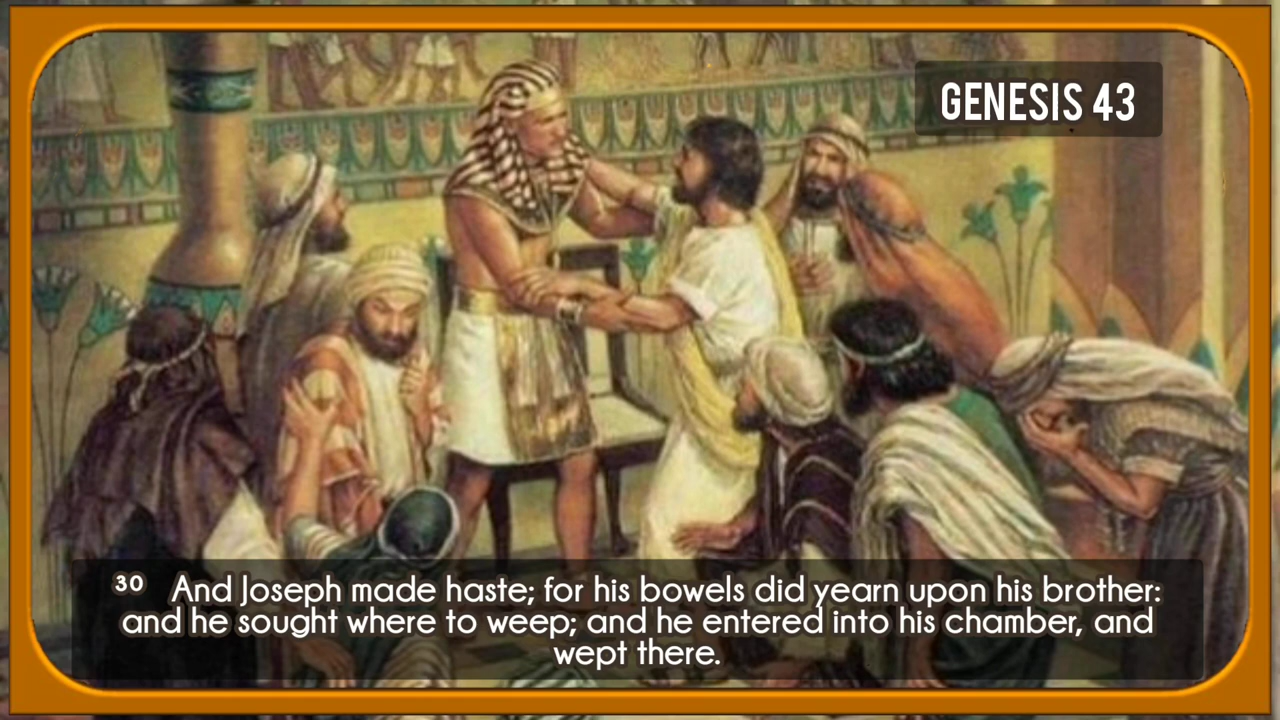 GENESIS 43
30 And Joseph made haste; for his bowels did yearn upon his brother:
and he sought where to weep; and he entered into his chamber, and
wept there.